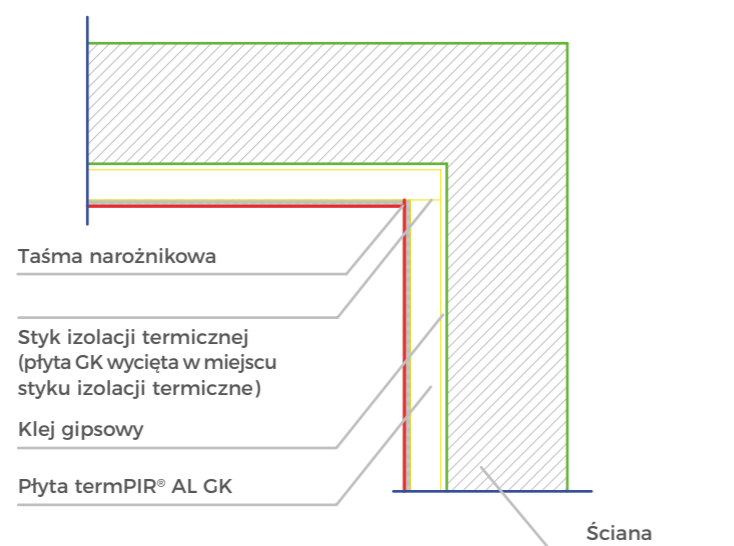 Taśma narożnikowa
Styk izolacji termicznej
(płyta GK wycięta w miejscu
styku izolacji termiczne)
Klej gipsowy
Płyta termPIR® AL GK
Ściana